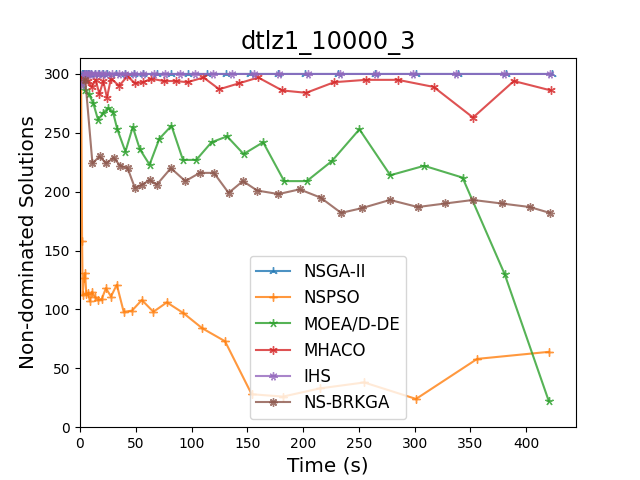 dtlz1_10000_3
Non-dominated Solutions
300
250
200
150
100
50
0
NSGA-II
NSPSO
MOEA/D-DE
MHACO
IHS
NS-BRKGA
0 50 100 150 200 250 300 350 400
Time (s)